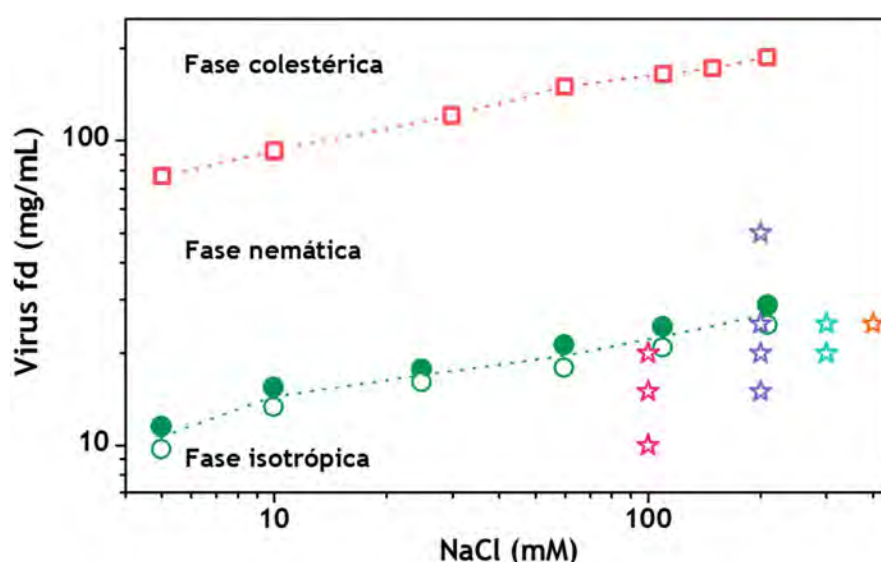 Fase colestérica
100
Virus fd (mg/mL)
Fase nemática
10
Fase isotrópica
10
100
NaCl (mM)